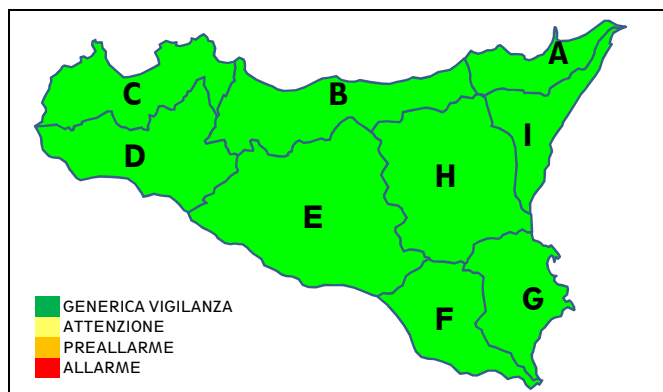 A
C
B
I
D
H
E
G
F
GENERICA VIGILANZA
ATTENZIONE
PREALLARME
ALLARME